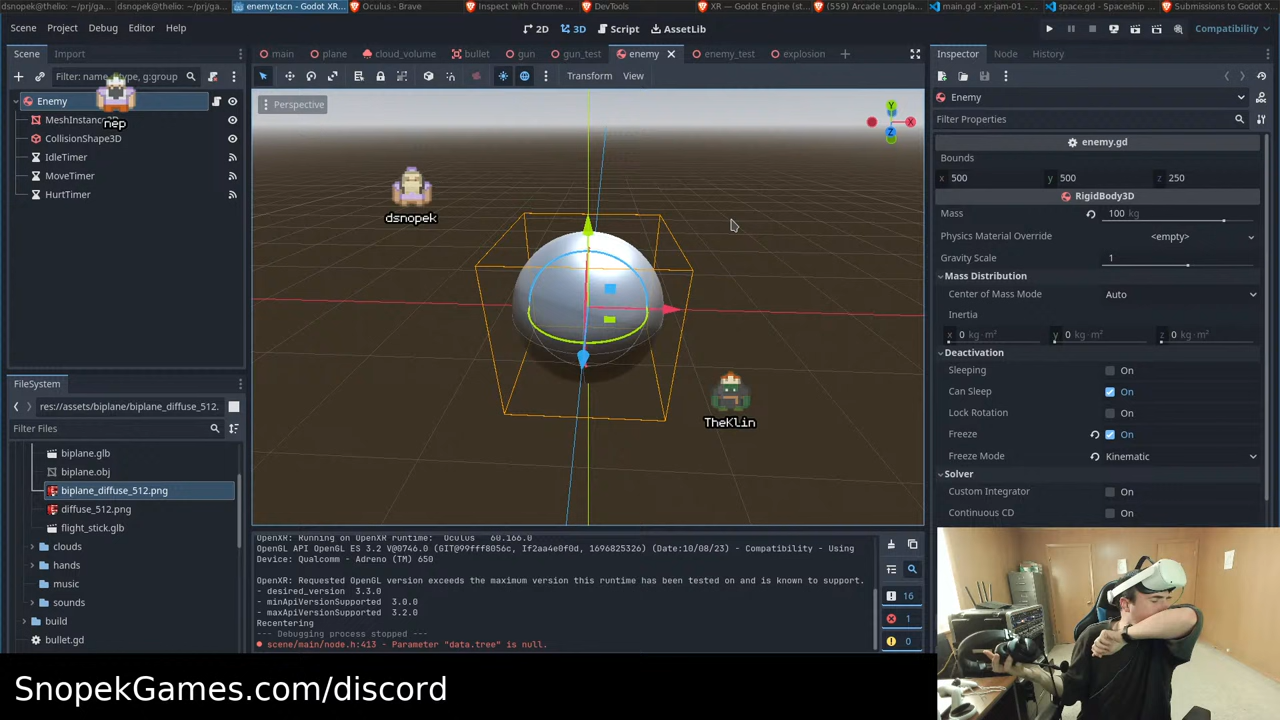 dsnopek@thelio: ~/prj/ga...
dsnopek@thelio: ~/prj/ga...
enemy.tscn - Godot XR...
Oculus - Brave
Inspect with Chrome ...
DevTools
XR — Godot Engine (st...
(559) Arcade Longpla...
main.gd - xr-jam-01 - ...
space.gd - Spaceship ...
Submissions to Godot X...
Scene Project Debug Editor Help
2D 3D Script AssetLib
Compatibility
Scene Import
main plane cloud_volume bullet gun gun_test enemy enemy_test explosion
Inspector Node History
Filter: name, t:type, g:group
Transform View
Enemy
nep
MeshInstance3D
CollisionShape3D
IdleTimer
MoveTimer
HurtTimer
Perspective
Y
X
Z
dsnopek
TheKlin
Enemy
Filter Properties
enemy.gd
Bounds
x 500 y 500 z 250
RigidBody3D
Mass 100 kg
Physics Material Override <empty>
Gravity Scale 1
Mass Distribution
Center of Mass Mode Auto
Inertia
x 0 kg·m² y 0 kg·m² z 0 kg·m²
Deactivation
Sleeping On
Can Sleep On
Lock Rotation On
Freeze On
Freeze Mode Kinematic
Solver
Custom Integrator On
Continuous CD On
FileSystem
res://assets/biplane/biplane_diffuse_512.
Filter Files
biplane.glb
biplane.obj
biplane_diffuse_512.png
diffuse_512.png
flight_stick.glb
clouds
hands
music
sounds
build
bullet.gd
OpenXR: Running on OpenXR runtime: Oculus 60.166.0
OpenGL API OpenGL ES 3.2 V@0746.0 (GIT@99fff8056c, If2aa4e0f0d, 1696825326) (Date:10/08/23) - Compatibility - Using
Device: Qualcomm - Adreno (TM) 650
OpenXR: Requested OpenGL version exceeds the maximum version this runtime has been tested on and is known to support.
- desired_version 3.3.0
- minApiVersionSupported 3.0.0
- maxApiVersionSupported 3.2.0
Recentering
--- Debugging process stopped ---
scene/main/node.h:413 - Parameter "data.tree" is null.
16
1
0
SnopekGames.com/discord